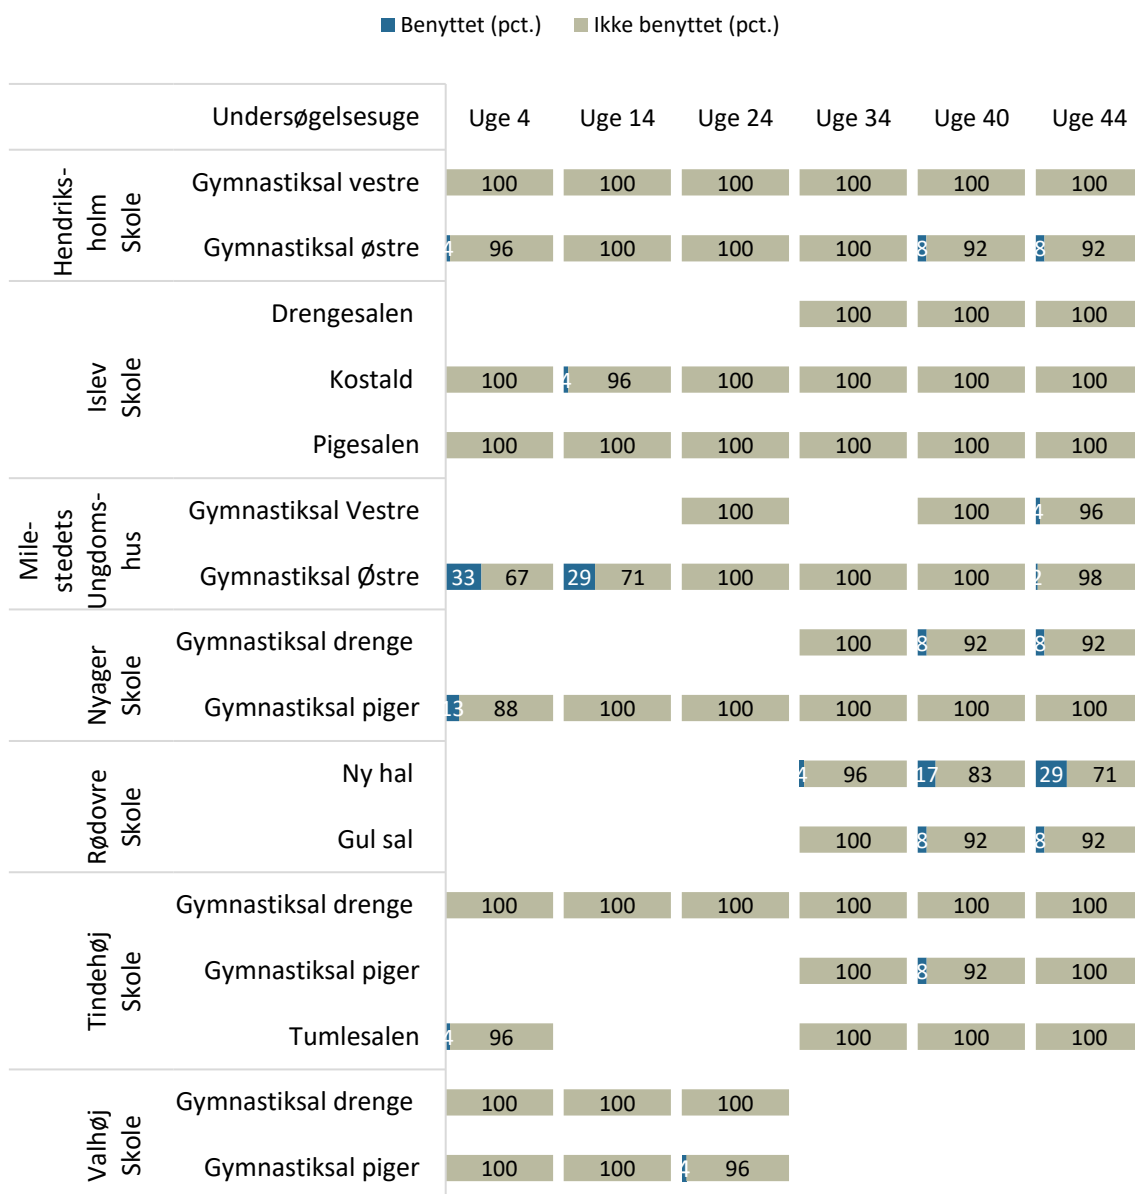 Benyttet (pct.) Ikke benyttet (pct.)
Undersøgelsesuge Uge 4 Uge 14 Uge 24 Uge 34 Uge 40 Uge 44
Hendriks-
holm
Skole
Gymnastiksal vestre 100 100 100 100 100 100
Gymnastiksal østre 4 96 100 100 100 8 92 8 92
Islev
Skole
Drengesalen 100 100 100
Kostald 100 4 96 100 100 100 100
Pigesalen 100 100 100 100 100 100
Mile-
stedets
Ungdoms-
hus
Gymnastiksal Vestre 100 100 4 96
Gymnastiksal Østre 33 67 29 71 100 100 100 2 98
Nyager
Skole
Gymnastiksal drenge 100 8 92 8 92
Gymnastiksal piger 13 88 100 100 100 100 100
Rødovre
Skole
Ny hal 4 96 17 83 29 71
Gul sal 100 8 92 8 92
Tindehøj
Skole
Gymnastiksal drenge 100 100 100 100 100 100
Gymnastiksal piger 100 8 92 100
Tumlesalen 4 96 100 100 100
Valhøj
Skole
Gymnastiksal drenge 100 100 100
Gymnastiksal piger 100 100 4 96